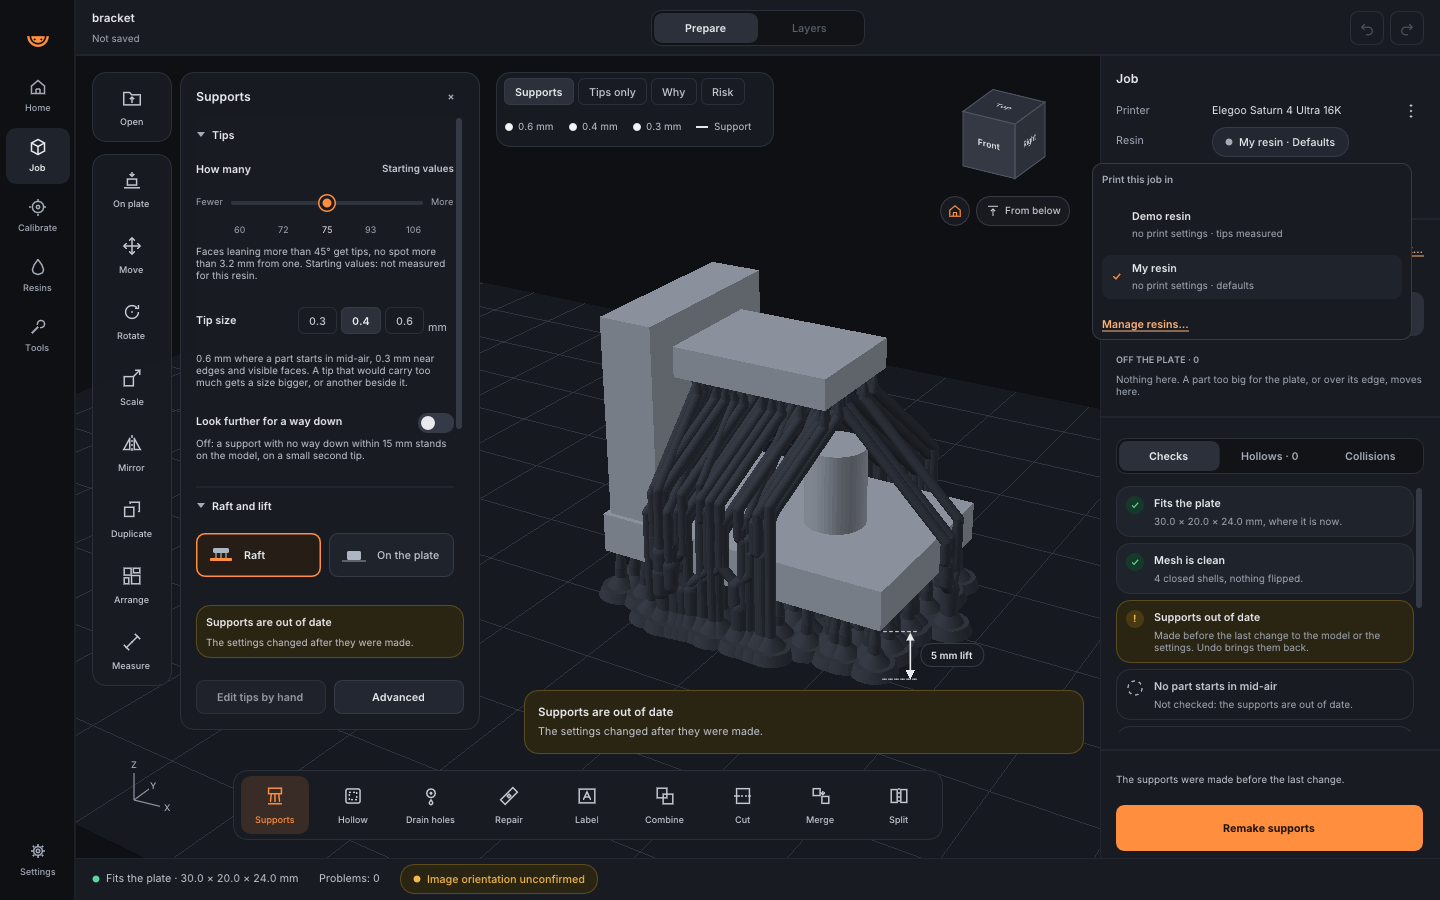 bracket
Not saved
Prepare
Layers
Home
Job
Calibrate
Resins
Tools
Settings
Open
On plate
Move
Rotate
Scale
Mirror
Duplicate
Arrange
Measure
Supports
×
Tips
How many
Starting values
Fewer
More
60
72
75
93
106
Faces leaning more than 45° get tips, no spot more
than 3.2 mm from one. Starting values: not measured
for this resin.
Tip size
0.3
0.4
0.6
mm
0.6 mm where a part starts in mid-air, 0.3 mm near
edges and visible faces. A tip that would carry too
much gets a size bigger, or another beside it.
Look further for a way down
Off: a support with no way down within 15 mm stands
on the model, on a small second tip.
Raft and lift
Raft
On the plate
Supports are out of date
The settings changed after they were made.
Edit tips by hand
Advanced
Supports
Tips only
Why
Risk
0.6 mm
0.4 mm
0.3 mm
Support
Top
Front
Right
From below
5 mm lift
Supports are out of date
The settings changed after they were made.
Z
Y
X
Supports
Hollow
Drain holes
Repair
Label
Combine
Cut
Merge
Split
Job
Printer
Elegoo Saturn 4 Ultra 16K
Resin
My resin · Defaults
Print this job in
Demo resin
no print settings · tips measured
My resin
no print settings · defaults
Manage resins...
OFF THE PLATE · 0
Nothing here. A part too big for the plate, or over its edge, moves
here.
Checks
Hollows · 0
Collisions
Fits the plate
30.0 × 20.0 × 24.0 mm, where it is now.
Mesh is clean
4 closed shells, nothing flipped.
Supports out of date
Made before the last change to the model or the
settings. Undo brings them back.
No part starts in mid-air
Not checked: the supports are out of date.
The supports were made before the last change.
Remake supports
Fits the plate · 30.0 × 20.0 × 24.0 mm
Problems: 0
Image orientation unconfirmed